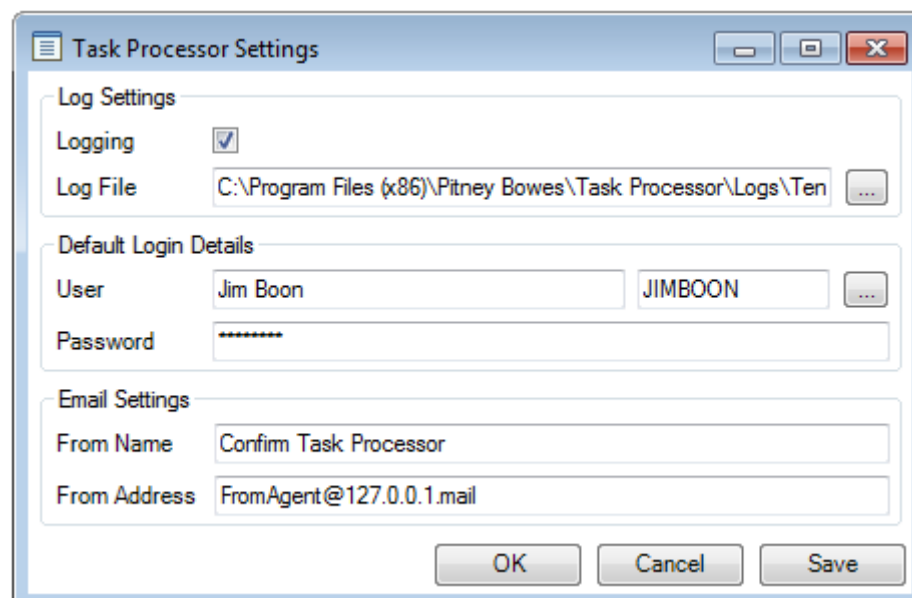 Task Processor Settings
Log Settings
Logging
Log File C:\Program Files (x86)\Pitney Bowes\Task Processor\Logs\Ten ...
Default Login Details
User Jim Boon JIMBOON ...
Password ********
Email Settings
From Name Confirm Task Processor
From Address FromAgent@127.0.0.1.mail
OK Cancel Save